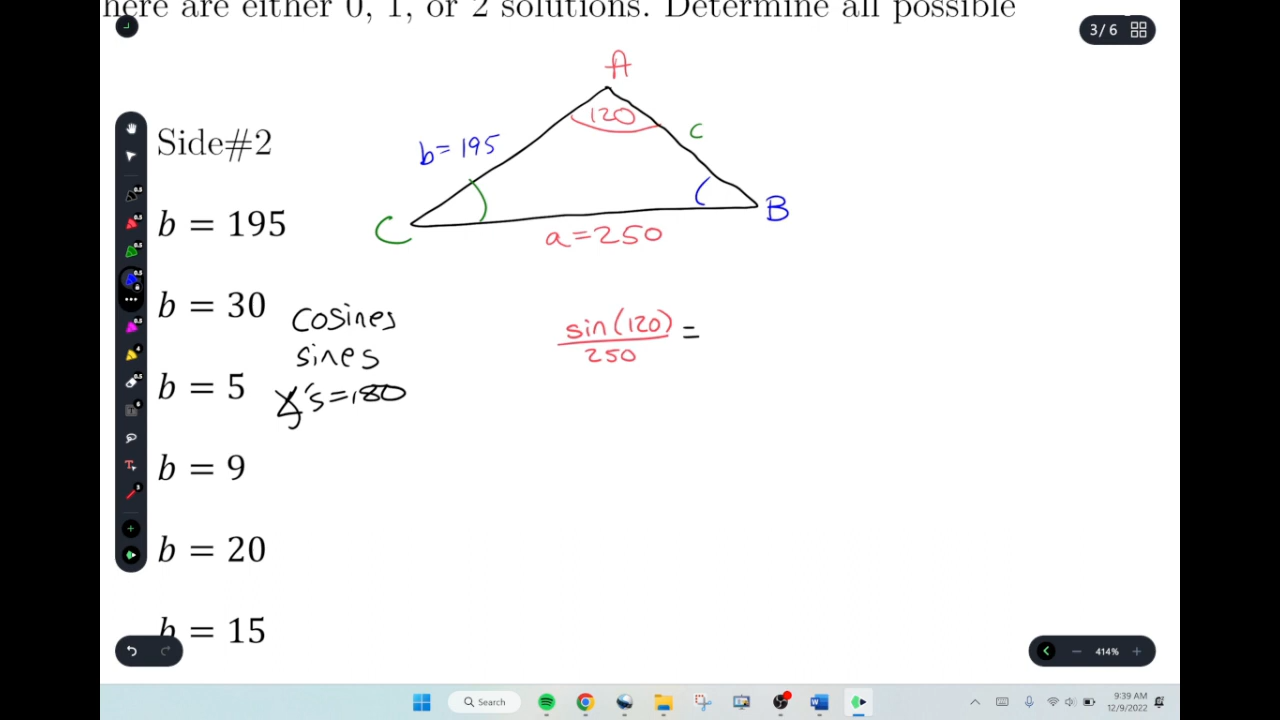 here are either 0, 1, or 2 solutions. Determine all possible
3/6
A
120
Side#2
b = 195
c
b = 195
C
B
a = 250
b = 30
cosines
sin(120) =
250
sines
b = 5
∡'s = 180
b = 9
b = 20
b = 15
414%
Search
9:39 AM
12/9/2022